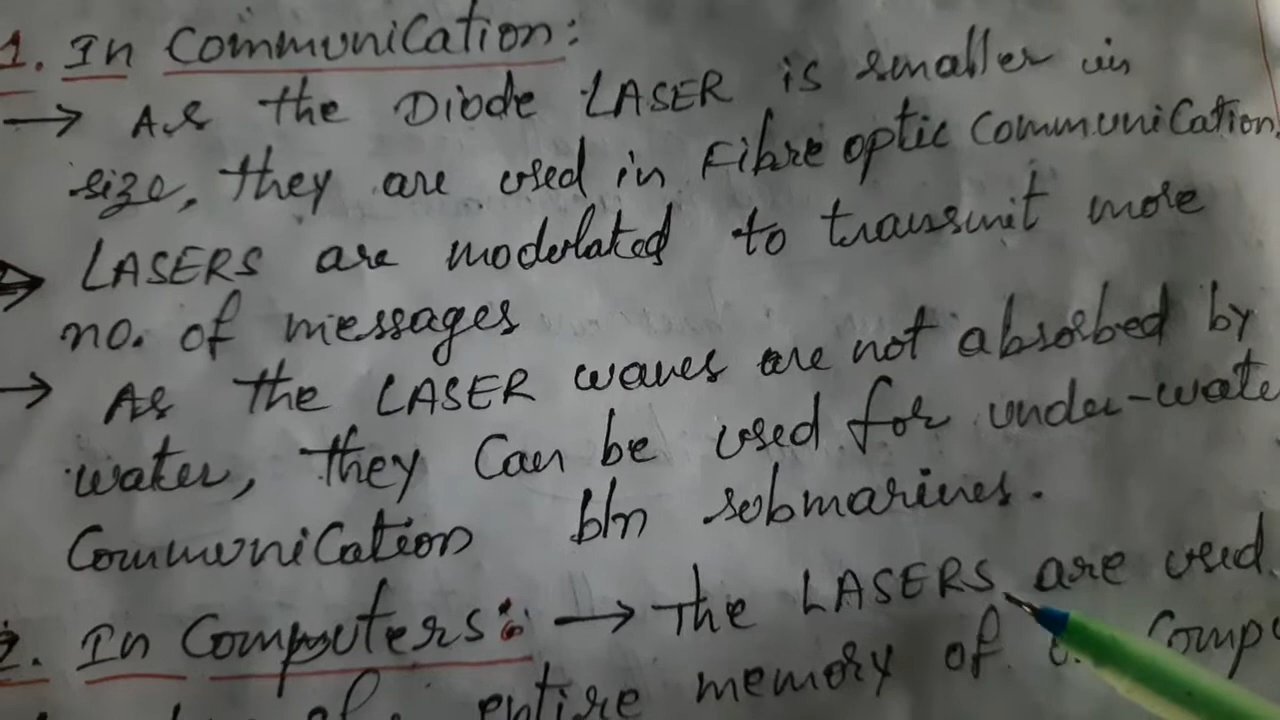 1. In Communication:
→ As the Diode LASER is smaller in
size, they are used in Fibre optic Communication
→ LASERS are modulated to transmit more
no. of messages
→ As the LASER waves are not absorbed by
water, they Can be used for under-wate
Communication b/n submarines.
2. In Computers: → The LASERS are used
entire memory of Comp